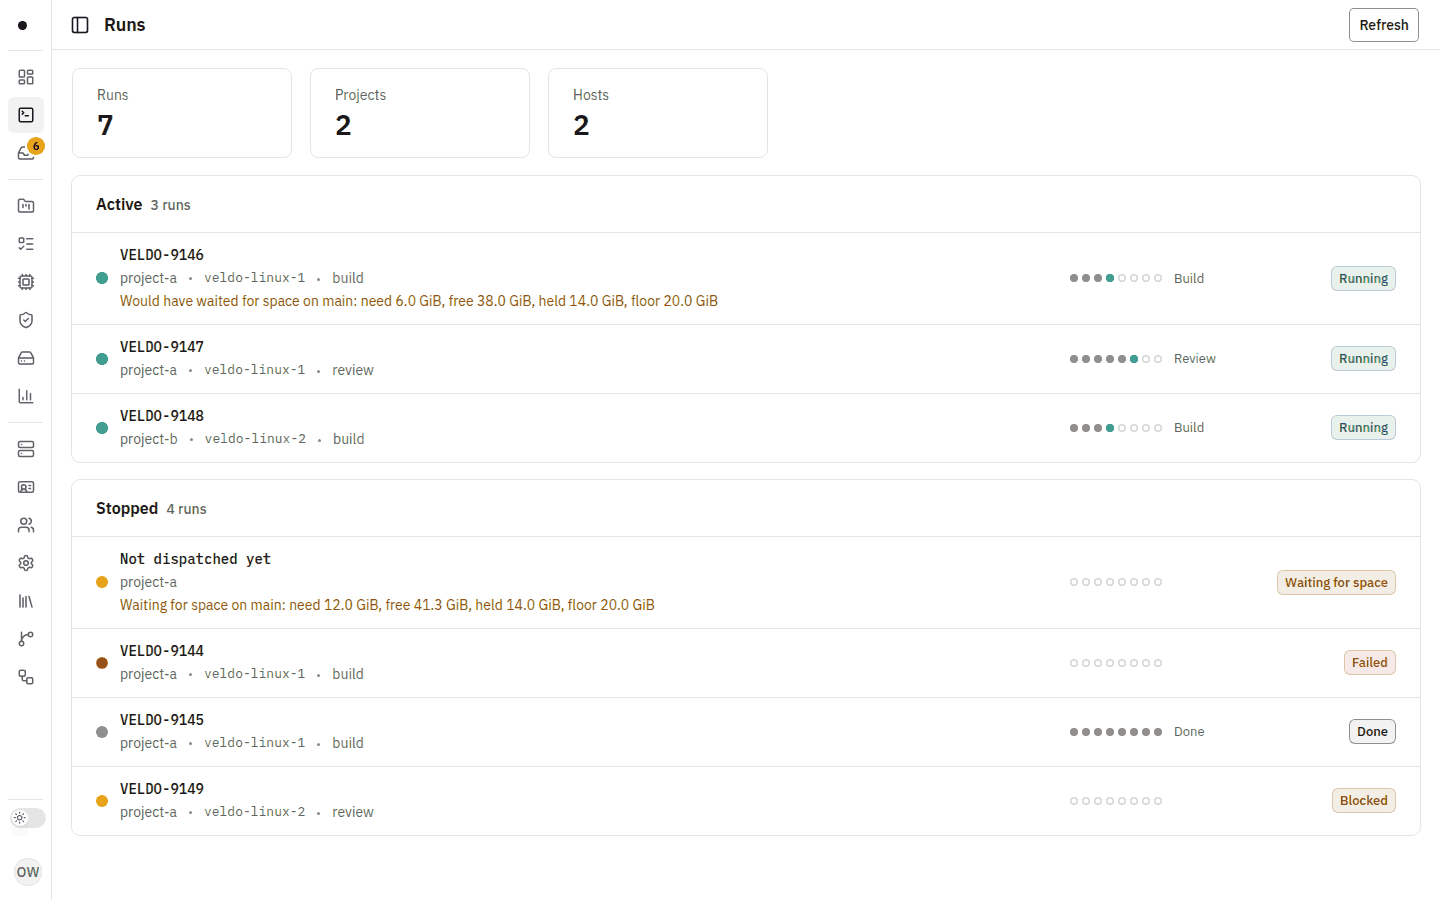 Runs
Refresh
6
Runs
7
Projects
2
Hosts
2
Active 3 runs
VELDO-9146
project-a • veldo-linux-1 • build
Would have waited for space on main: need 6.0 GiB, free 38.0 GiB, held 14.0 GiB, floor 20.0 GiB
Build
Running
VELDO-9147
project-a • veldo-linux-1 • review
Review
Running
VELDO-9148
project-b • veldo-linux-2 • build
Build
Running
Stopped 4 runs
Not dispatched yet
project-a
Waiting for space on main: need 12.0 GiB, free 41.3 GiB, held 14.0 GiB, floor 20.0 GiB
Waiting for space
VELDO-9144
project-a • veldo-linux-1 • build
Failed
VELDO-9145
project-a • veldo-linux-1 • build
Done
Done
VELDO-9149
project-a • veldo-linux-2 • review
Blocked
OW